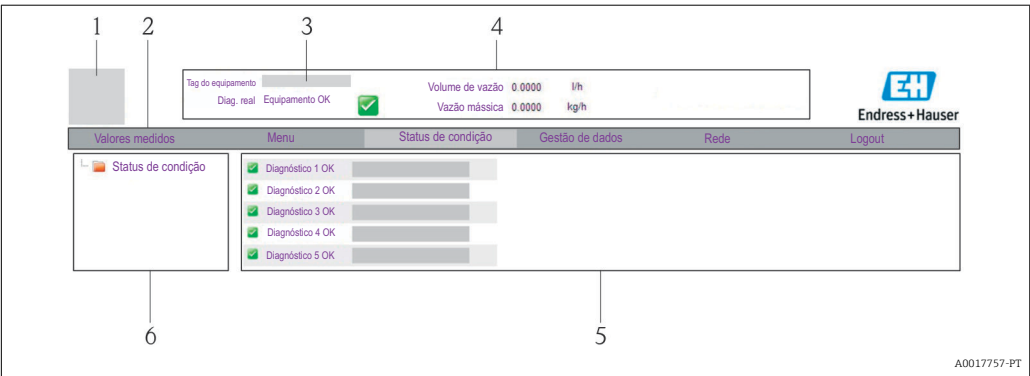 1 2 3 4
Tag do equipamento
Volume de vazão 0.0000 l/h
Diag. real Equipamento OK
Vazão mássica 0.0000 kg/h
EH
Endress+Hauser
Valores medidos Menu Status de condição Gestão de dados Rede Logout
Status de condição
Diagnóstico 1 OK
Diagnóstico 2 OK
Diagnóstico 3 OK
Diagnóstico 4 OK
Diagnóstico 5 OK
6 5
A0017757-PT